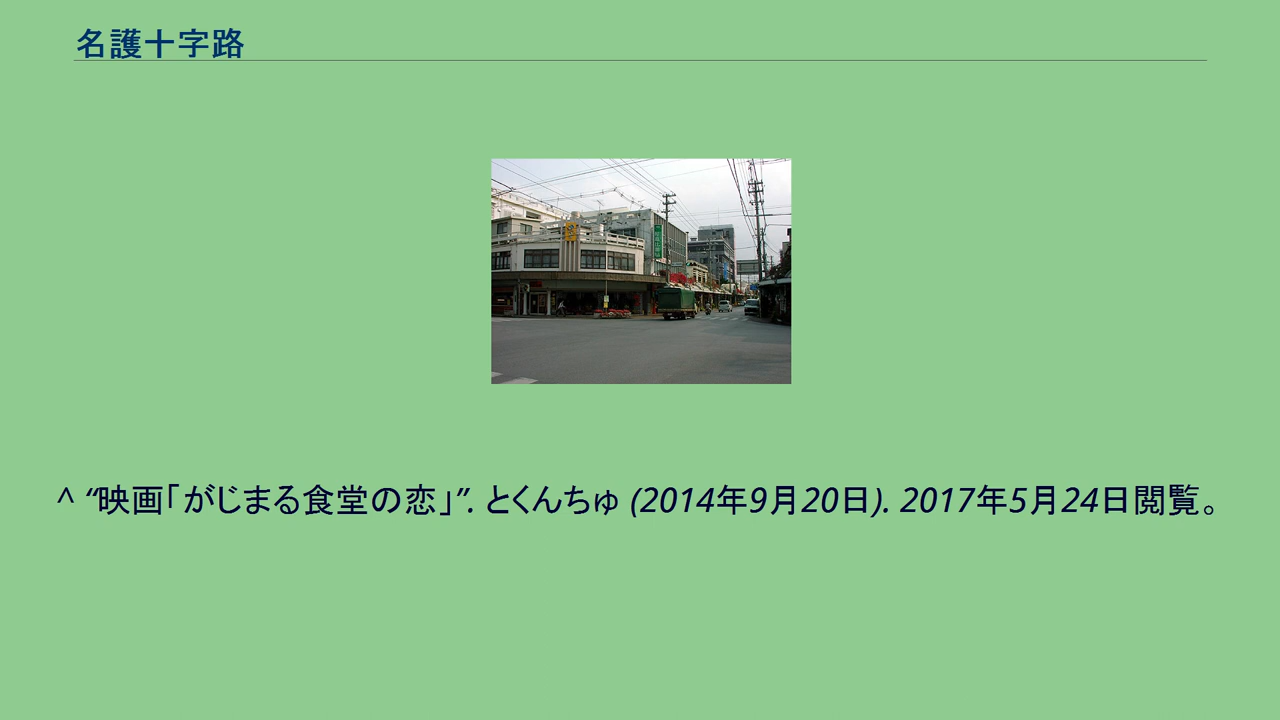 名護十字路
^ “映画「がじまる食堂の恋」”. とくんちゅ (2014年9月20日). 2017年5月24日閲覧。